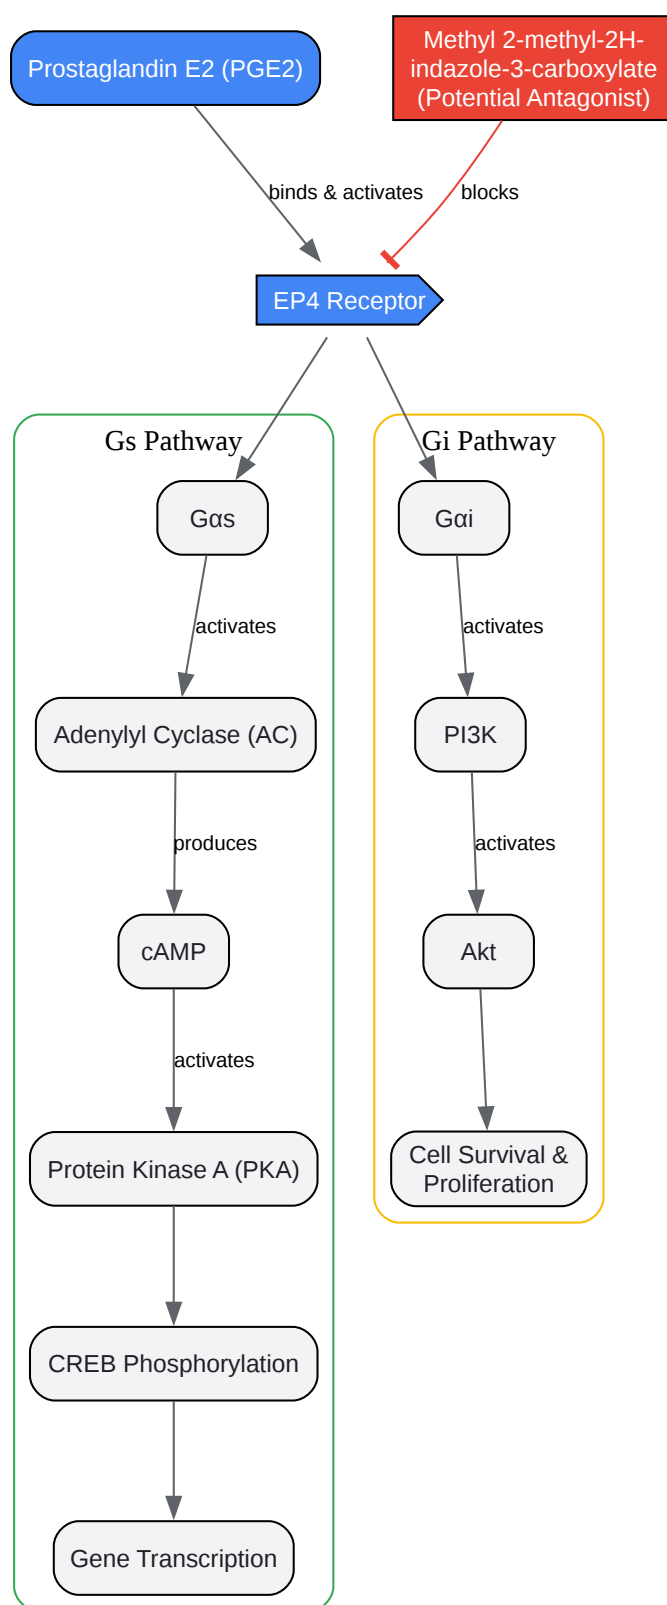 Prostaglandin E2 (PGE2)
Methyl 2-methyl-2H-
indazole-3-carboxylate
(Potential Antagonist)
binds & activates
blocks
EP4 Receptor
Gs Pathway
Gαs
activates
Adenylyl Cyclase (AC)
produces
cAMP
activates
Protein Kinase A (PKA)
CREB Phosphorylation
Gene Transcription
Gi Pathway
Gαi
activates
PI3K
activates
Akt
Cell Survival &
Proliferation